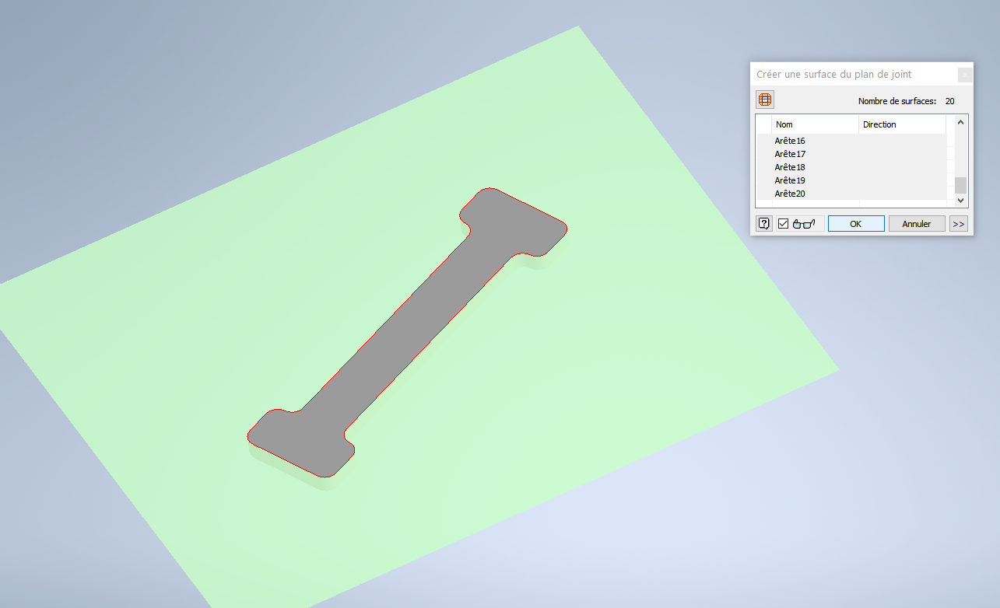 Créer une surface du plan de joint
Nombre de surfaces: 20
Nom Direction
Arête16
Arête17
Arête18
Arête19
Arête20
OK Annuler >>